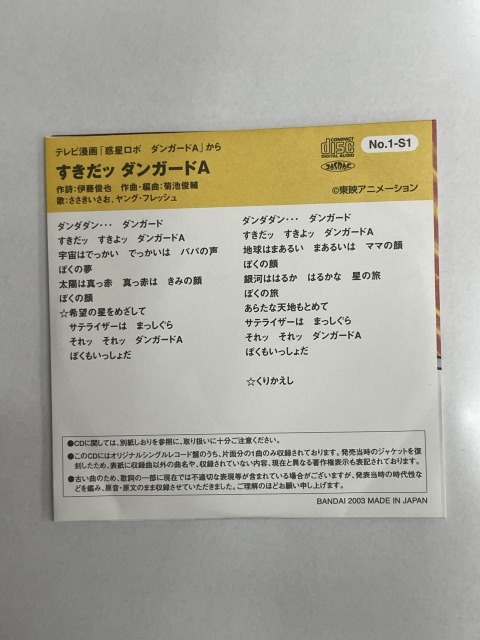 テレビ漫画「惑星ロボ ダンガードA」から
すきだッ ダンガードA
作詩：伊藤俊也 作曲・編曲：菊池俊輔
歌：ささきいさお、ヤング・フレッシュ
COMPACT
disc
DIGITAL AUDIO
JASRAC
No.1-S1
©東映アニメーション
ダンダダン･･･ ダンガード
すきだッ すきよッ ダンガードA
宇宙はでっかい でっかいは パパの声
ぼくの夢
太陽は真っ赤 真っ赤は きみの顔
ぼくの顔
☆希望の星をめざして
サテライザーは まっしぐら
それッ それッ ダンガードA
ぼくもいっしょだ
ダンダダン･･･ ダンガード
すきだッ すきよッ ダンガードA
地球はまあるい まあるいは ママの顔
ぼくの顔
銀河ははるか はるかな 星の旅
ぼくの旅
あらたな天地もとめて
サテライザーは まっしぐら
それッ それッ ダンガードA
ぼくもいっしょだ
☆くりかえし
●CDに関しては、別紙しおりを参照に、取り扱いに十分ご注意ください。
●このCDにはオリジナルシングルレコード盤のうち、片面分の1曲のみ収録されております。発売当時のジャケットを復
刻したため、表紙に収録曲以外の曲名や、収録されていない内容、現在と異なる著作権表示も表記されております。
●古い曲のため、歌詞の一部に現在では不適切な表現等が含まれている場合がございますが、発表当時の時代性な
どを鑑み、原音・原文のまま収録させていただきました。ご理解のほどお願い申し上げます。
BANDAI 2003 MADE IN JAPAN